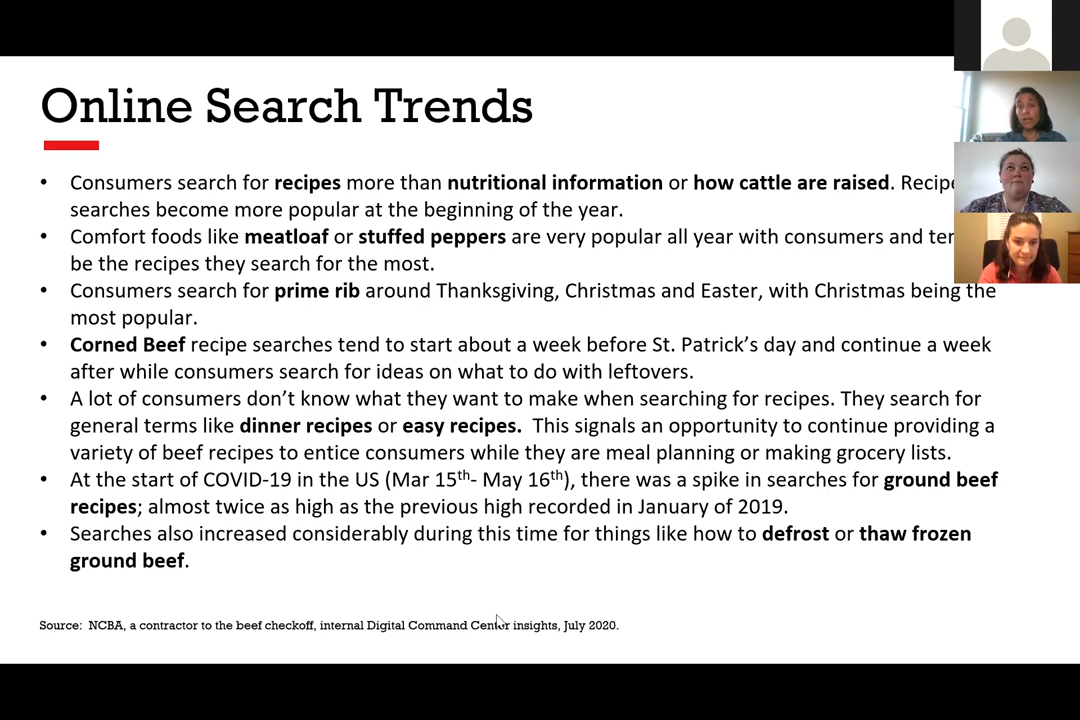 Online Search Trends
• Consumers search for recipes more than nutritional information or how cattle are raised. Recipe
searches become more popular at the beginning of the year.
• Comfort foods like meatloaf or stuffed peppers are very popular all year with consumers and
be the recipes they search for the most.
• Consumers search for prime rib around Thanksgiving, Christmas and Easter, with Christmas being the
most popular.
• Corned Beef recipe searches tend to start about a week before St. Patrick’s day and continue a week
after while consumers search for ideas on what to do with leftovers.
• A lot of consumers don’t know what they want to make when searching for recipes. They search for
general terms like dinner recipes or easy recipes. This signals an opportunity to continue providing a
variety of beef recipes to entice consumers while they are meal planning or making grocery lists.
• At the start of COVID-19 in the US (Mar 15th- May 16th), there was a spike in searches for ground beef
recipes; almost twice as high as the previous high recorded in January of 2019.
• Searches also increased considerably during this time for things like how to defrost or thaw frozen
ground beef.
Source: NCBA, a contractor to the beef checkoff, internal Digital Command Center insights, July 2020.